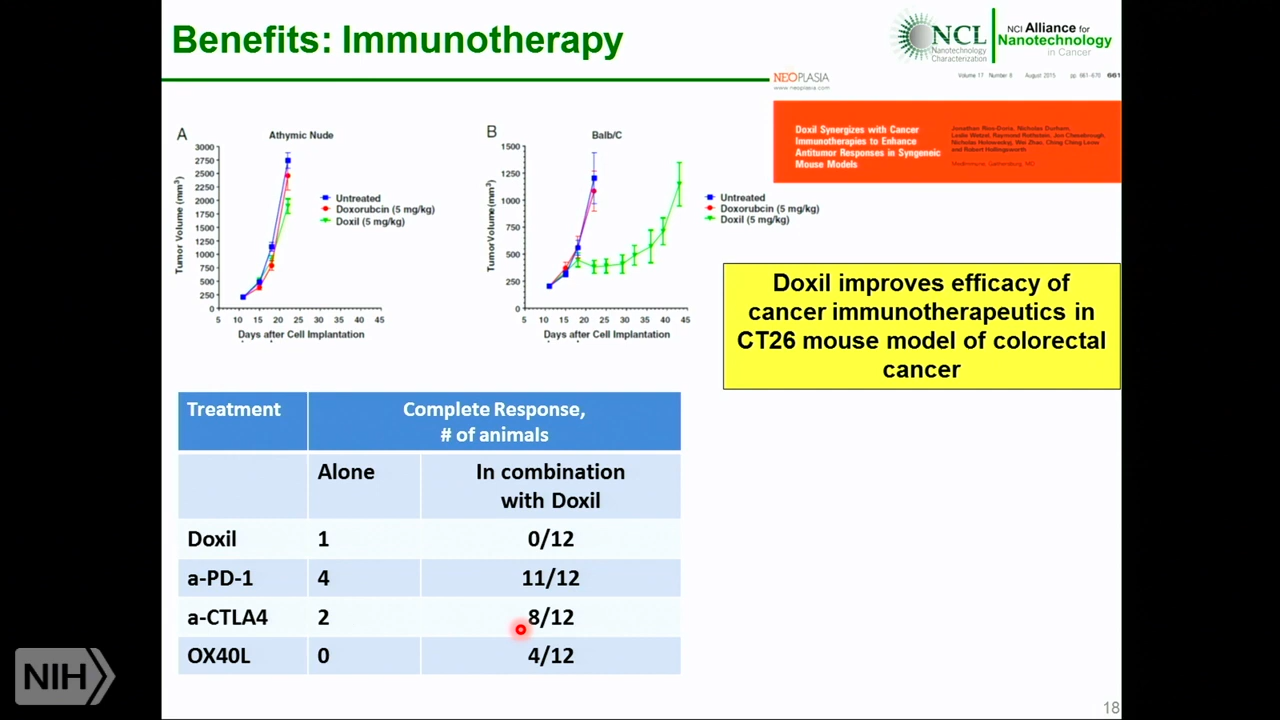 Benefits: Immunotherapy
NCL
Nanotechnology
Characterization
NCI Alliance for
Nanotechnology
in Cancer
NEOPLASIA
www.neoplasia.com
Volume 17 Number 8 August 2015 pp. 661–670 661
Doxil Synergizes with Cancer
Immunotherapies to Enhance
Antitumor Responses in Syngeneic
Mouse Models
Jonathan Rios-Doria, Nicholas Durham,
Leslie Wetzel, Raymond Rothstein, Jon Chesebrough,
Nicholas Holoweckyj, Wei Zhao, Ching Ching Leow
and Robert Hollingsworth
MedImmune, Gaithersburg, MD
A
Athymic Nude
Tumor Volume (mm3)
3000
2750
2500
2250
2000
1750
1500
1250
1000
750
500
250
0
5 10 15 20 25 30 35 40 45
Days after Cell Implantation
Untreated
Doxorubcin (5 mg/kg)
Doxil (5 mg/kg)
B
Balb/C
TumorVolume(mm3)
1500
1250
1000
750
500
250
0
5 10 15 20 25 30 35 40 45
Days after Cell Implantation
Untreated
Doxorubcin (5 mg/kg)
Doxil (5 mg/kg)
Doxil improves efficacy of
cancer immunotherapeutics in
CT26 mouse model of colorectal
cancer
Treatment Complete Response,
# of animals
Alone In combination
with Doxil
Doxil 1 0/12
a-PD-1 4 11/12
a-CTLA4 2 8/12
OX40L 0 4/12
NIH
18